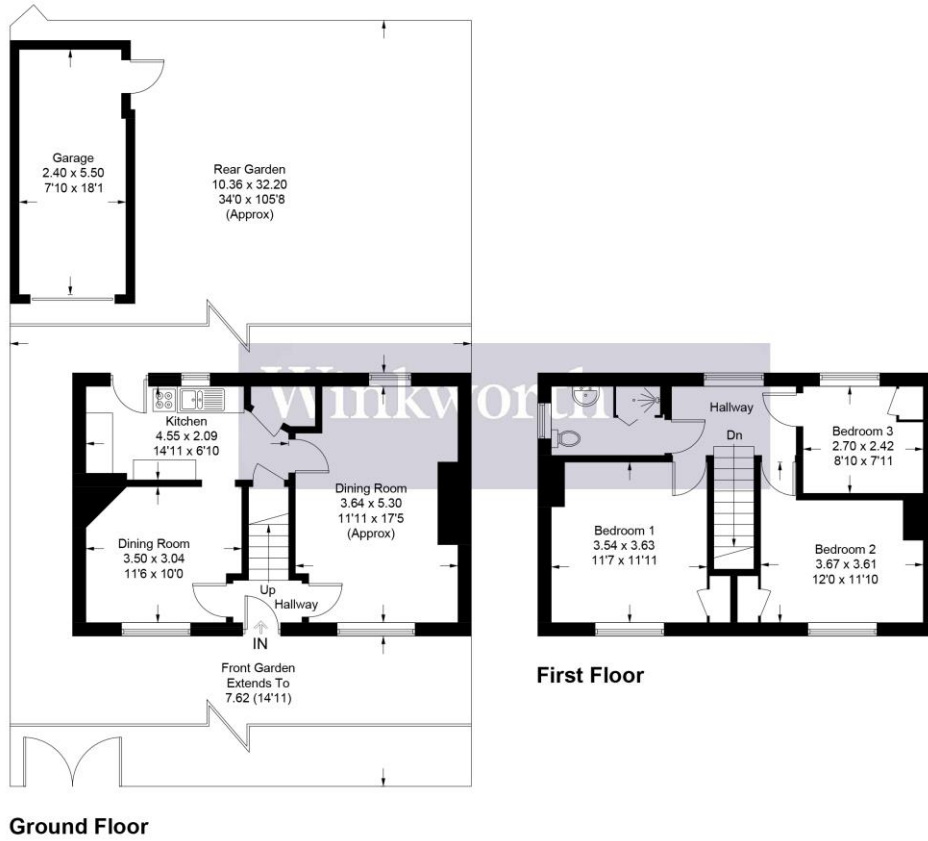 Garage
2.40 x 5.50
7'10 x 18'1
Rear Garden
10.36 x 32.20
34'0 x 105'8
(Approx)
Winkworth
Kitchen
4.55 x 2.09
14'11 x 6'10
Dining Room
3.64 x 5.30
11'11 x 17'5
(Approx)
Dining Room
3.50 x 3.04
11'6 x 10'0
Up
Hallway
IN
Front Garden
Extends To
7.62 (14'11)
Ground Floor
Hallway
Dn
Bedroom 3
2.70 x 2.42
8'10 x 7'11
Bedroom 1
3.54 x 3.63
11'7 x 11'11
Bedroom 2
3.67 x 3.61
12'0 x 11'10
First Floor